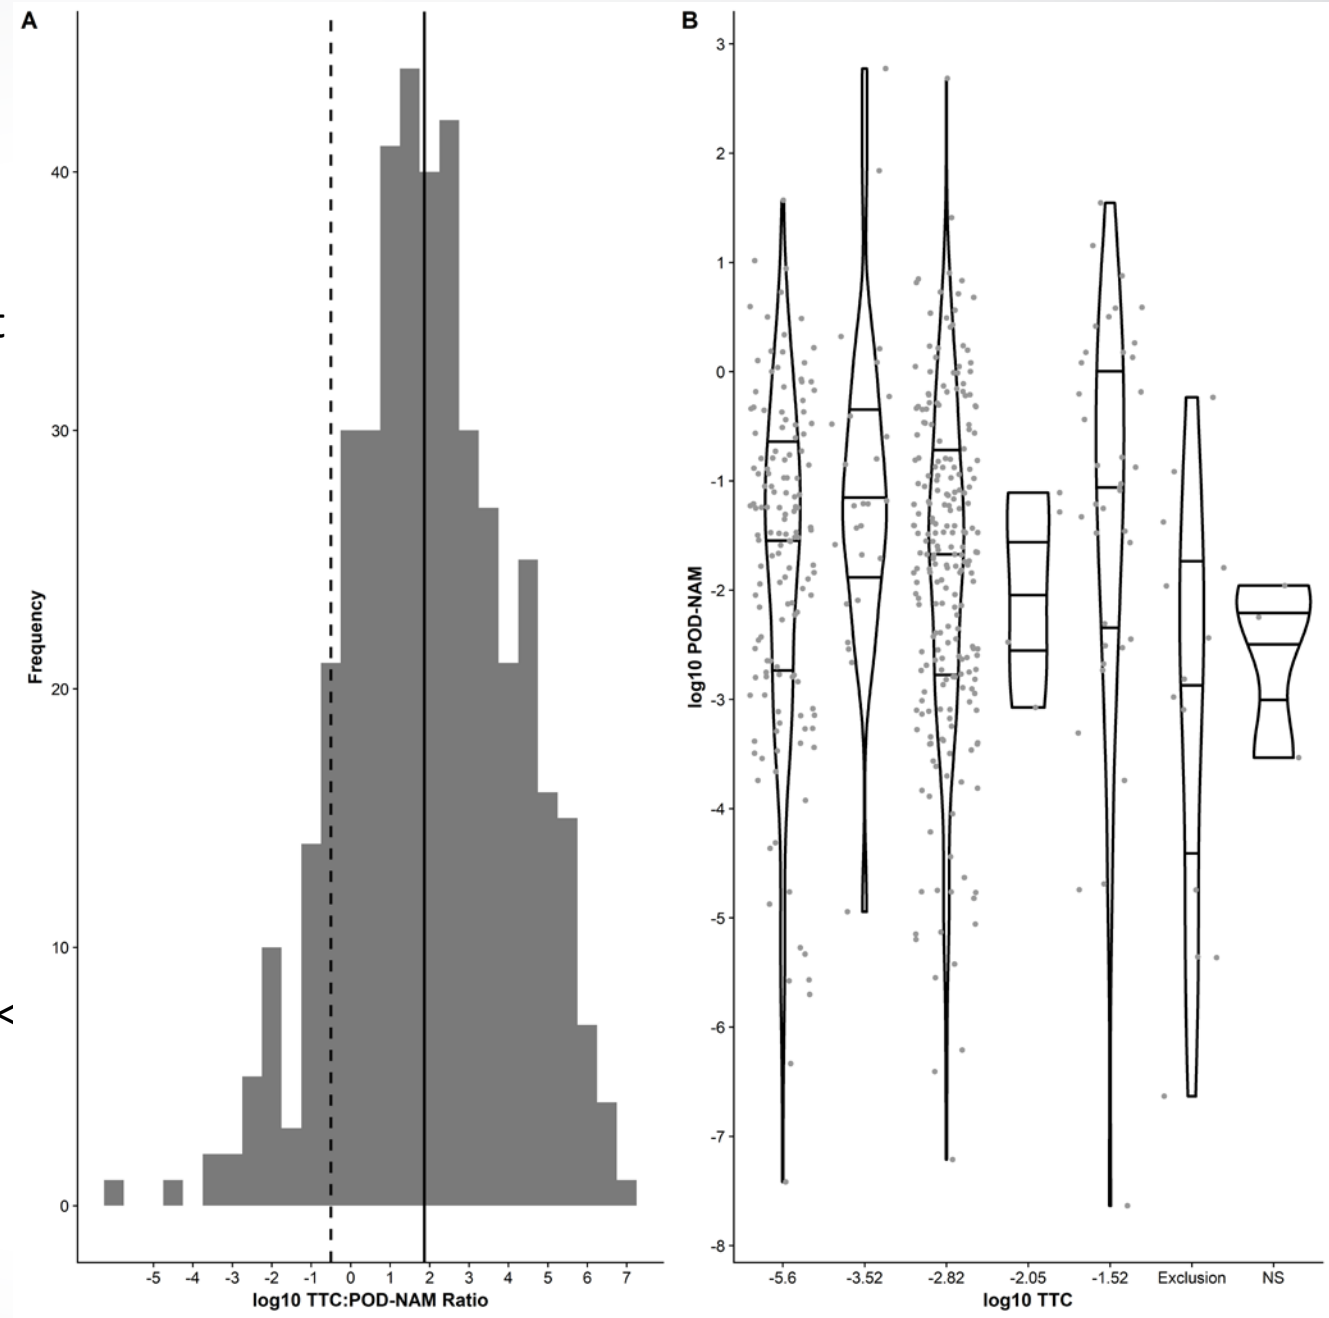 A
Frequency
40
30
20
10
0
-5 -4 -3 -2 -1 0 1 2 3 4 5 6 7
log10 TTC:POD-NAM Ratio
B
log10 POD-NAM
3
2
1
0
-1
-2
-3
-4
-5
-6
-7
-8
-5.6 -3.52 -2.82 -2.05 -1.52 Exclusion NS
log10 TTC
t
<